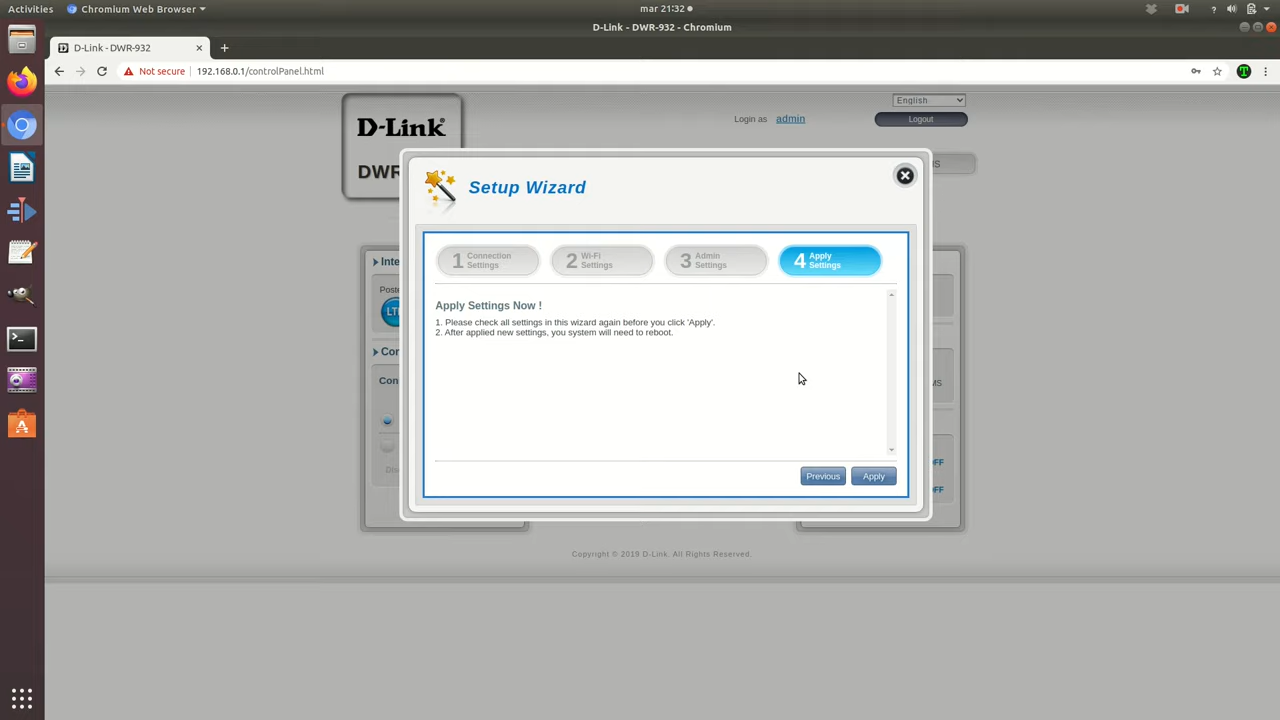 Activities
Chromium Web Browser
mar 21:32
D-Link - DWR-932 - Chromium
D-Link - DWR-932
Not secure
192.168.0.1/controlPanel.html
English
D-Link
Login as admin
Logout
DWR
Setup Wizard
1 Connection Settings
2 Wi-Fi Settings
3 Admin Settings
4 Apply Settings
Apply Settings Now !
1. Please check all settings in this wizard again before you click 'Apply'.
2. After applied new settings, you system will need to reboot.
Previous
Apply
Copyright © 2019 D-Link. All Rights Reserved.